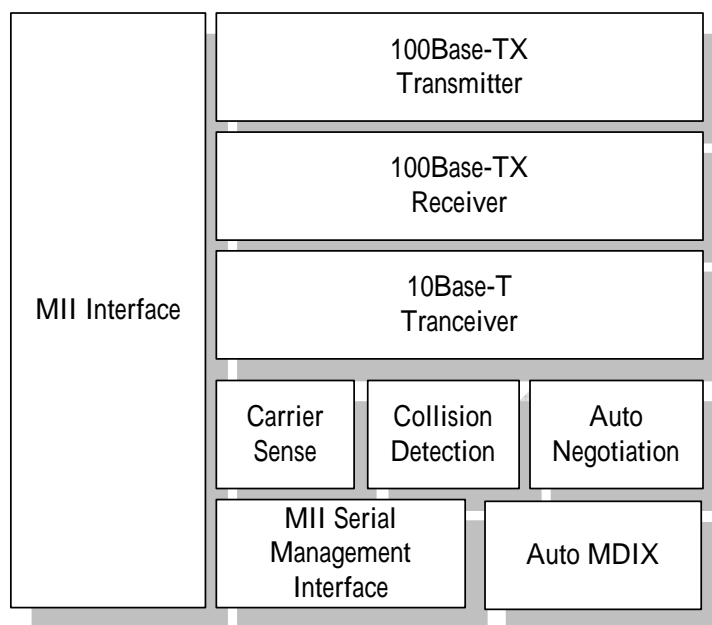 MII Interface
100Base-TX
Transmitter
100Base-TX
Receiver
10Base-T
Tranceiver
Carrier
Sense
Collision
Detection
Auto
Negotiation
MII Serial
Management
Interface
Auto MDIX